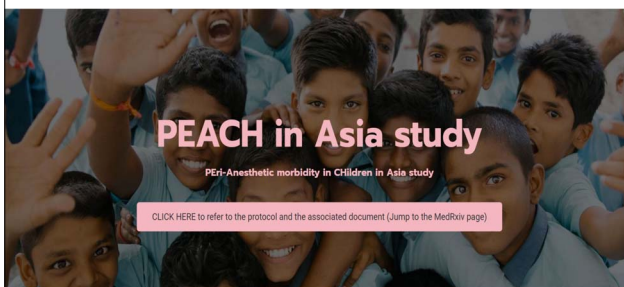 PEACH in Asia study
PEri-Anesthetic morbidity in CHildren in Asia study
CLICK HERE to refer to the protocol and the associated document (Jump to the MedRxiv page)